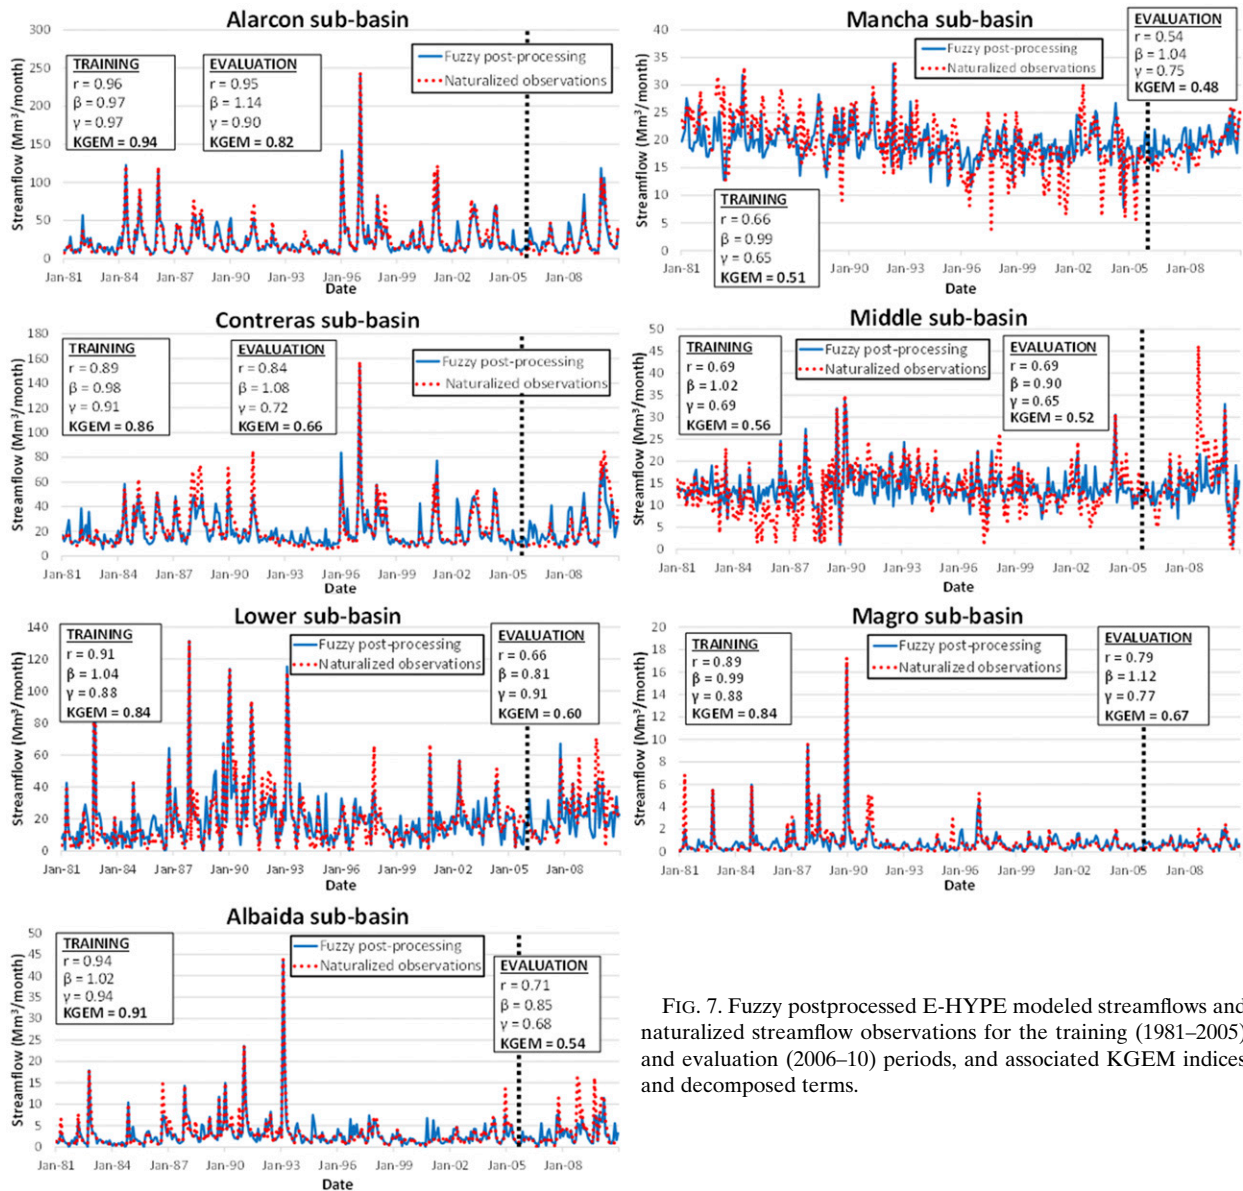 Alarcon sub-basin
Streamflow (Mm³/month)
300
250
200
150
100
50
0
TRAINING
r = 0.96
β = 0.97
γ = 0.97
KGEM = 0.94
EVALUATION
r = 0.95
β = 1.14
γ = 0.90
KGEM = 0.82
Fuzzy post-processing
Naturalized observations
Jan-81 Jan-84 Jan-87 Jan-90 Jan-93 Jan-96 Jan-99 Jan-02 Jan-05 Jan-08
Date
Mancha sub-basin
Streamflow (Mm³/month)
40
35
30
25
20
15
10
5
0
Fuzzy post-processing
Naturalized observations
EVALUATION
r = 0.54
β = 1.04
γ = 0.75
KGEM = 0.48
TRAINING
r = 0.66
β = 0.99
γ = 0.65
KGEM = 0.51
Jan-81 Jan-90 Jan-93 Jan-96 Jan-99 Jan-02 Jan-05 Jan-08
Date
Contreras sub-basin
Streamflow (Mm³/month)
180
160
140
120
100
80
60
40
20
0
TRAINING
r = 0.89
β = 0.98
γ = 0.91
KGEM = 0.86
EVALUATION
r = 0.84
β = 1.08
γ = 0.72
KGEM = 0.66
Fuzzy post-processing
Naturalized observations
Jan-81 Jan-84 Jan-87 Jan-90 Jan-93 Jan-96 Jan-99 Jan-02 Jan-05 Jan-08
Date
Middle sub-basin
Streamflow (Mm³/month)
50
45
40
35
30
25
20
15
10
5
0
TRAINING
r = 0.69
β = 1.02
γ = 0.69
KGEM = 0.56
Fuzzy post-processing
Naturalized observations
EVALUATION
r = 0.69
β = 0.90
γ = 0.65
KGEM = 0.52
Jan-81 Jan-84 Jan-87 Jan-90 Jan-93 Jan-96 Jan-99 Jan-02 Jan-05 Jan-08
Date
Lower sub-basin
Streamflow (Mm³/month)
140
120
100
80
60
40
20
0
TRAINING
r = 0.91
β = 1.04
γ = 0.88
KGEM = 0.84
Fuzzy post-processing
Naturalized observations
EVALUATION
r = 0.66
β = 0.81
γ = 0.91
KGEM = 0.60
Jan-81 Jan-84 Jan-87 Jan-90 Jan-93 Jan-96 Jan-99 Jan-02 Jan-05 Jan-08
Date
Magro sub-basin
Streamflow (Mm³/month)
20
18
16
14
12
10
8
6
4
2
0
TRAINING
r = 0.89
β = 0.99
γ = 0.88
KGEM = 0.84
Fuzzy post-processing
Naturalized observations
EVALUATION
r = 0.79
β = 1.12
γ = 0.77
KGEM = 0.67
Jan-81 Jan-84 Jan-87 Jan-90 Jan-93 Jan-96 Jan-99 Jan-02 Jan-05 Jan-08
Date
Albaida sub-basin
Streamflow (Mm³/month)
50
45
40
35
30
25
20
15
10
5
0
TRAINING
r = 0.94
β = 1.02
γ = 0.94
KGEM = 0.91
Fuzzy post-processing
Naturalized observations
EVALUATION
r = 0.71
β = 0.85
γ = 0.68
KGEM = 0.54
Jan-81 Jan-84 Jan-87 Jan-90 Jan-93 Jan-96 Jan-99 Jan-02 Jan-05 Jan-08
Date
FIG. 7. Fuzzy postprocessed E-HYPE modeled streamflows and
naturalized streamflow observations for the training (1981–2005)
and evaluation (2006–10) periods, and associated KGEM indices
and decomposed terms.